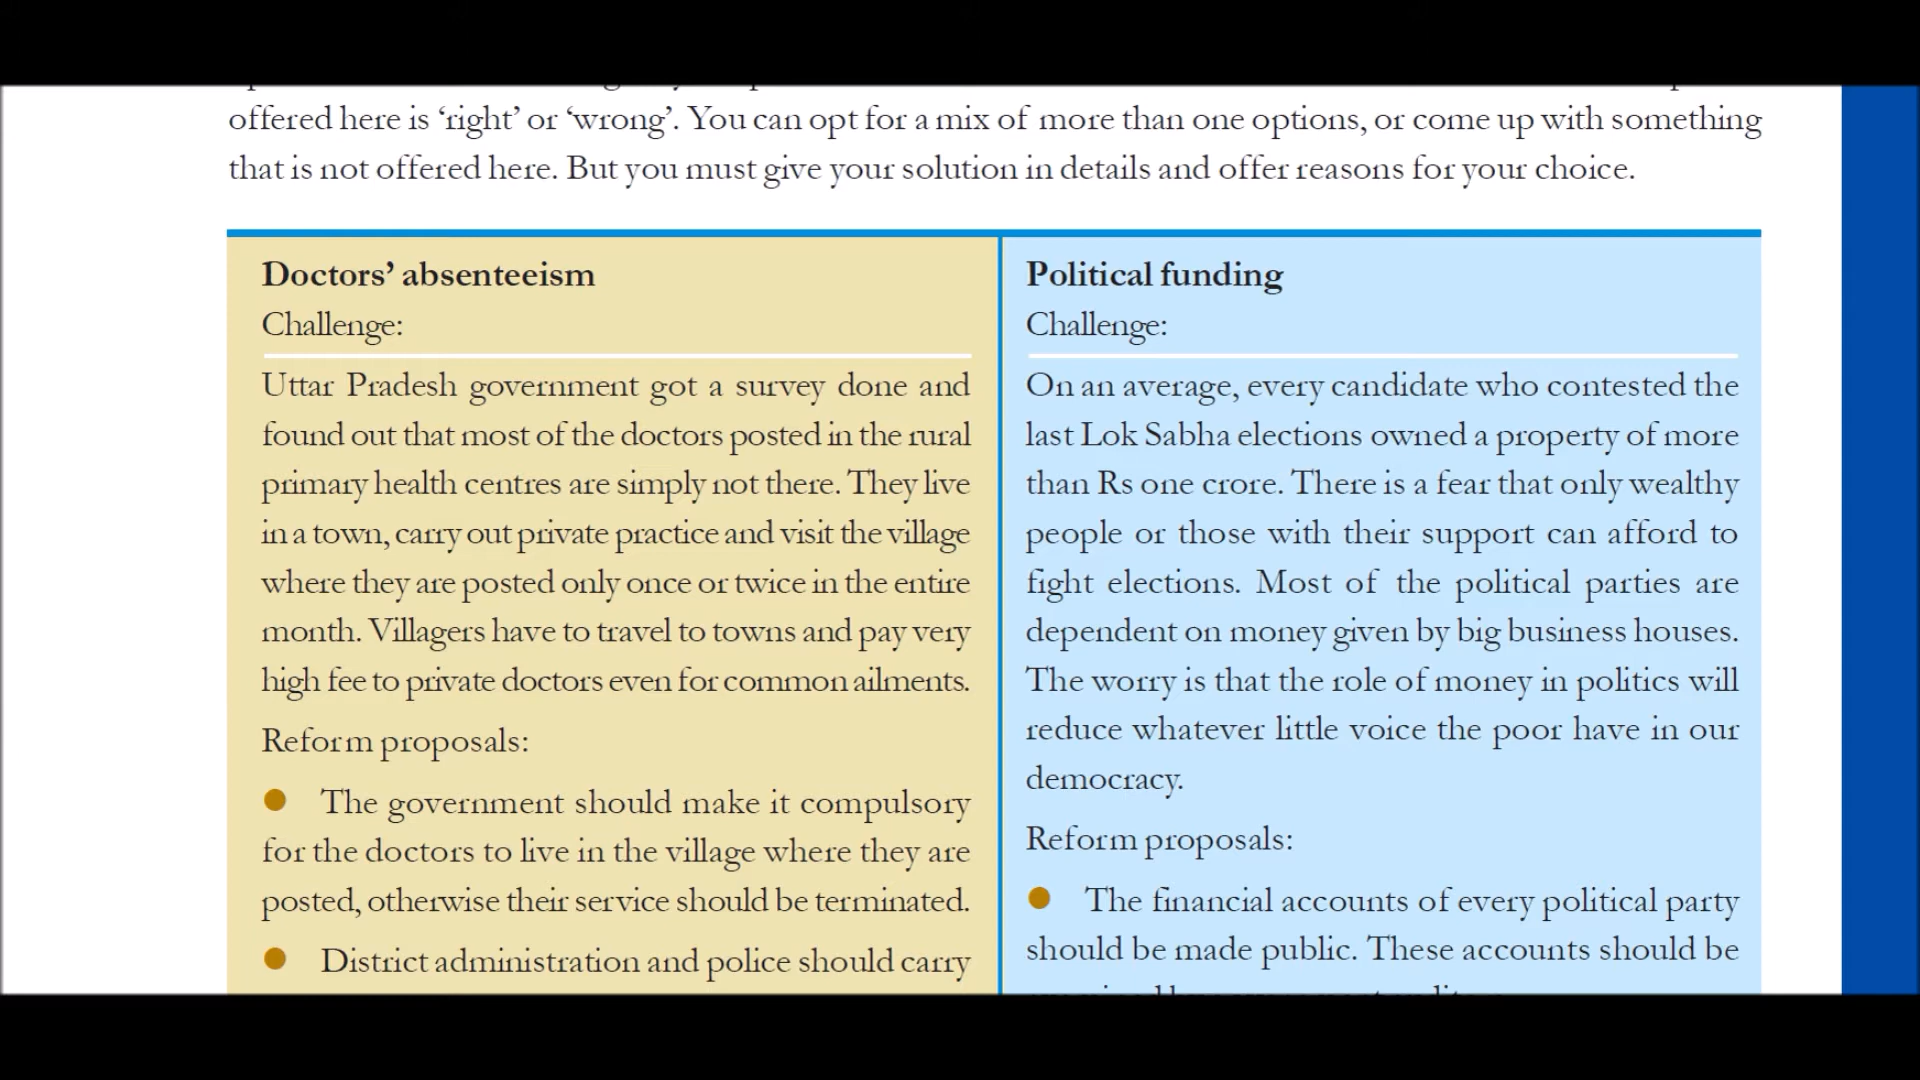 offered here is ‘right’ or ‘wrong’. You can opt for a mix of more than one options, or come up with something
that is not offered here. But you must give your solution in details and offer reasons for your choice.
Doctors’ absenteeism
Challenge:
Uttar Pradesh government got a survey done and
found out that most of the doctors posted in the rural
primary health centres are simply not there. They live
in a town, carry out private practice and visit the village
where they are posted only once or twice in the entire
month. Villagers have to travel to towns and pay very
high fee to private doctors even for common ailments.
Reform proposals:
● The government should make it compulsory
for the doctors to live in the village where they are
posted, otherwise their service should be terminated.
● District administration and police should carry
Political funding
Challenge:
On an average, every candidate who contested the
last Lok Sabha elections owned a property of more
than Rs one crore. There is a fear that only wealthy
people or those with their support can afford to
fight elections. Most of the political parties are
dependent on money given by big business houses.
The worry is that the role of money in politics will
reduce whatever little voice the poor have in our
democracy.
Reform proposals:
● The financial accounts of every political party
should be made public. These accounts should be